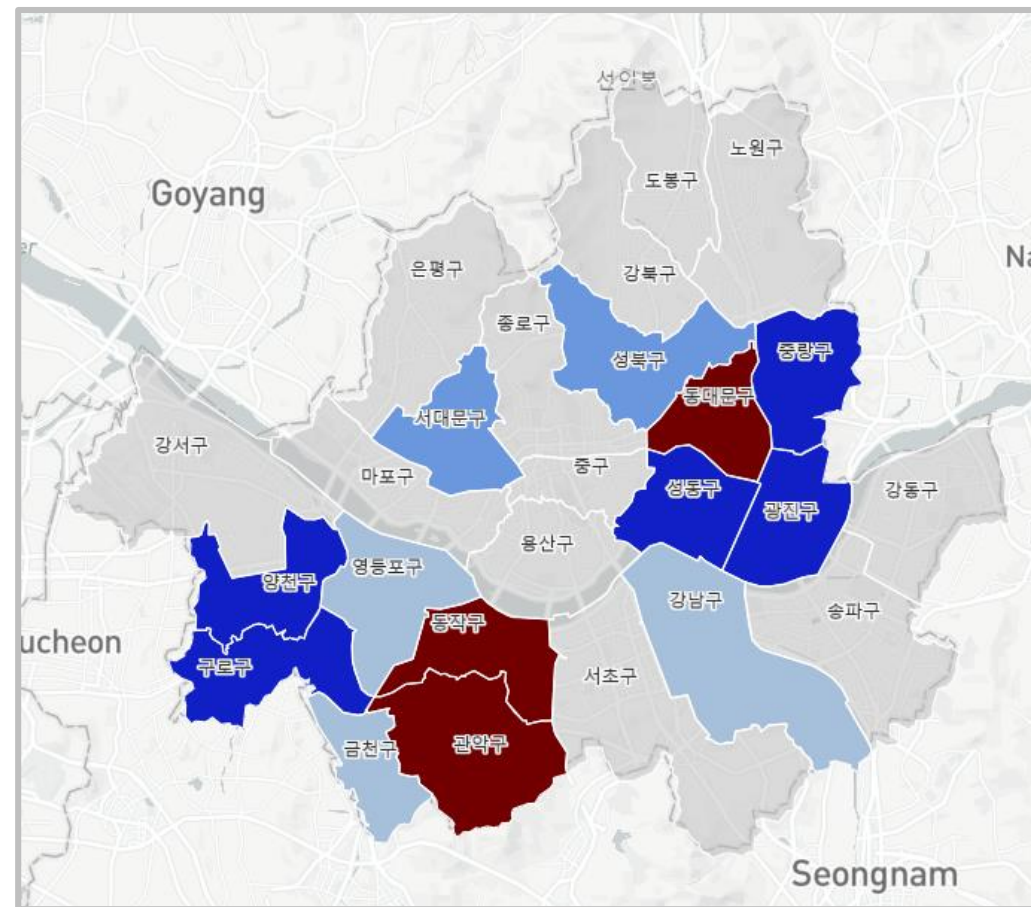 선인봉
노원구
도봉구
Goyang
강북구
은평구
종로구
중랑구
성북구
동대문구
서대문구
강서구
마포구
중구
성동구
강동구
광진구
용산구
영등포구
양천구
강남구
송파구
동작구
ucheon
구로구
서초구
금천구
관악구
Seongnam
er
Na